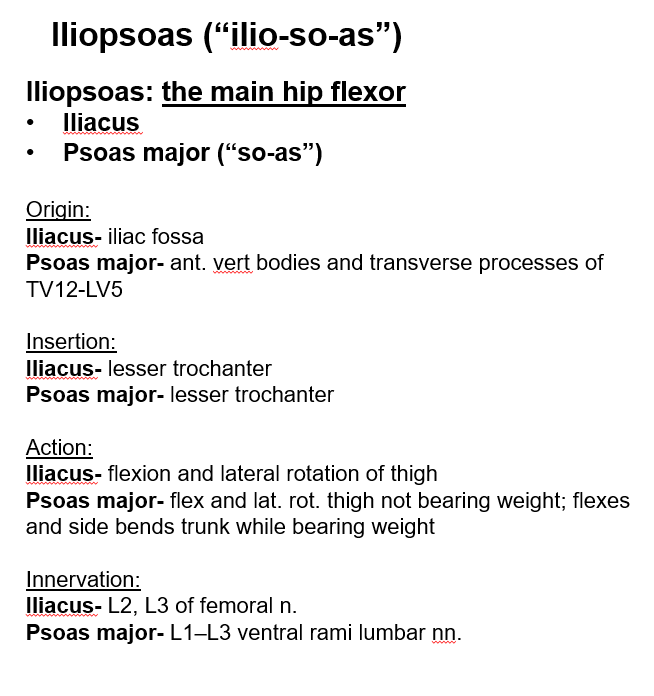 Iliopsoas (“ilio-so-as”)
Iliopsoas: the main hip flexor
• Iliacus
• Psoas major (“so-as”)
Origin:
Iliacus- iliac fossa
Psoas major- ant. vert bodies and transverse processes of
TV12-LV5
Insertion:
Iliacus- lesser trochanter
Psoas major- lesser trochanter
Action:
Iliacus- flexion and lateral rotation of thigh
Psoas major- flex and lat. rot. thigh not bearing weight; flexes
and side bends trunk while bearing weight
Innervation:
Iliacus- L2, L3 of femoral n.
Psoas major- L1–L3 ventral rami lumbar nn.